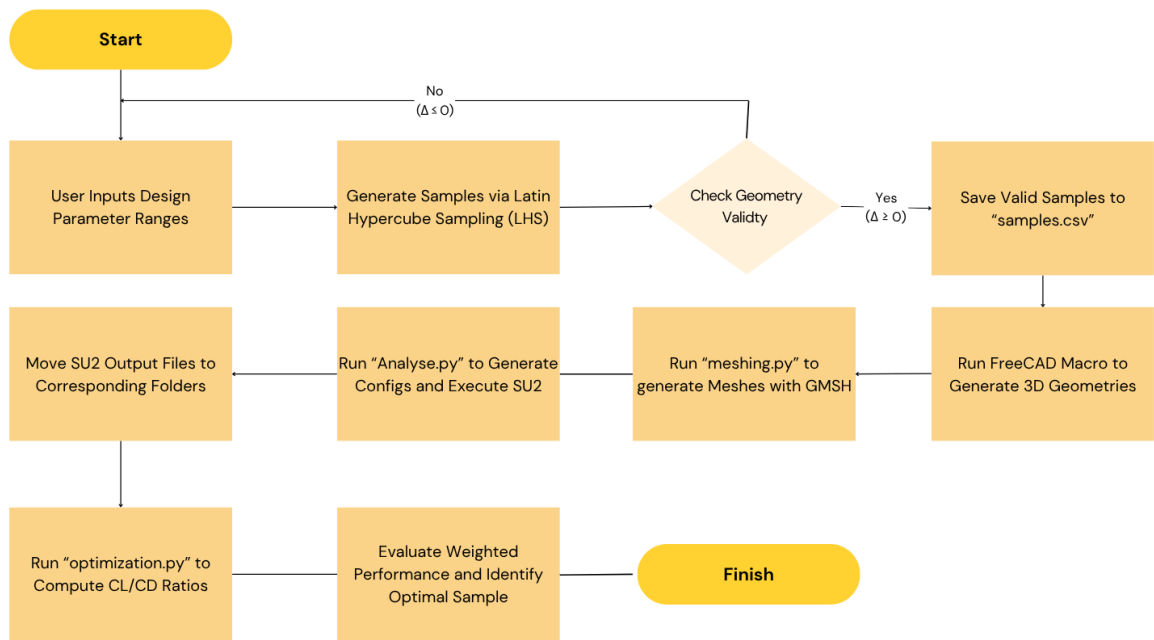 Start
No
(Δ ≤ 0)
User Inputs Design
Parameter Ranges
Generate Samples via Latin
Hypercube Sampling (LHS)
Check Geometry
Validty
Yes
(Δ ≥ 0)
Save Valid Samples to
“samples.csv”
Move SU2 Output Files to
Corresponding Folders
Run “Analyse.py” to Generate
Configs and Execute SU2
Run “meshing.py” to
generate Meshes with GMSH
Run FreeCAD Macro to
Generate 3D Geometries
Run “optimization.py” to
Compute CL/CD Ratios
Evaluate Weighted
Performance and Identify
Optimal Sample
Finish